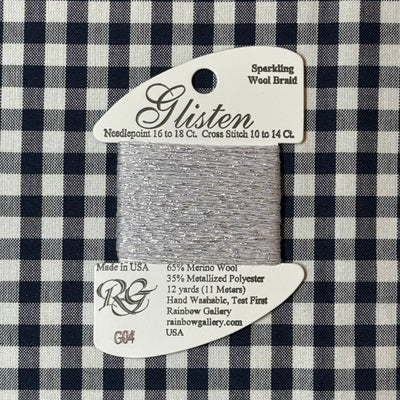 Sparkling
Wool Braid
Glisten
Needlepoint 16 to 18 Ct. Cross Stitch 10 to 14 Ct.
Made in USA
65% Merino Wool
35% Metallized Polyester
12 yards (11 Meters)
Hand Washable, Test First
Rainbow Gallery
rainbowgallery.com
USA
RG
G04